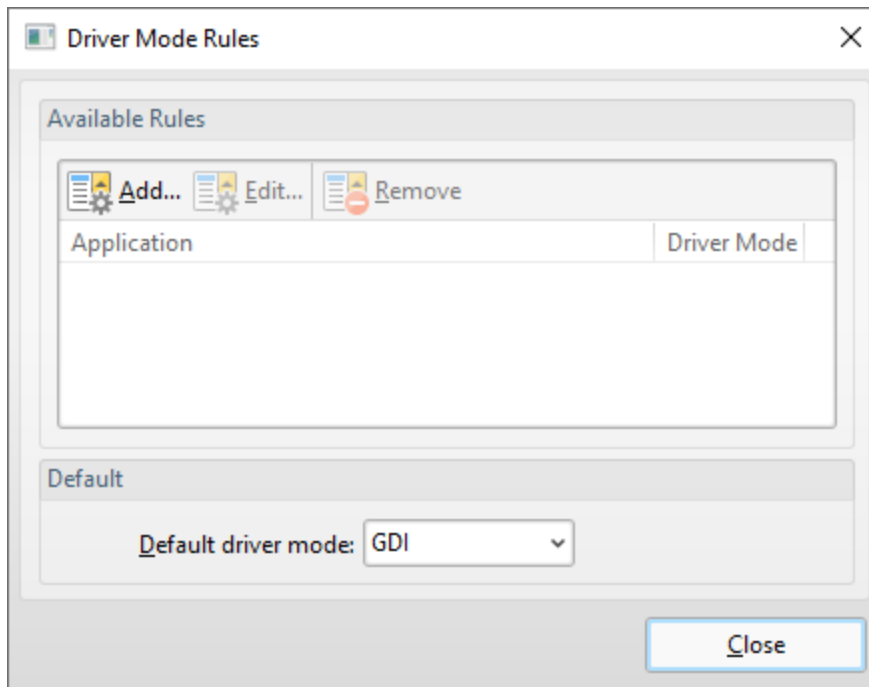 Driver Mode Rules
Available Rules
Add... Edit... Remove
Application Driver Mode
Default
Default driver mode: GDI
Close